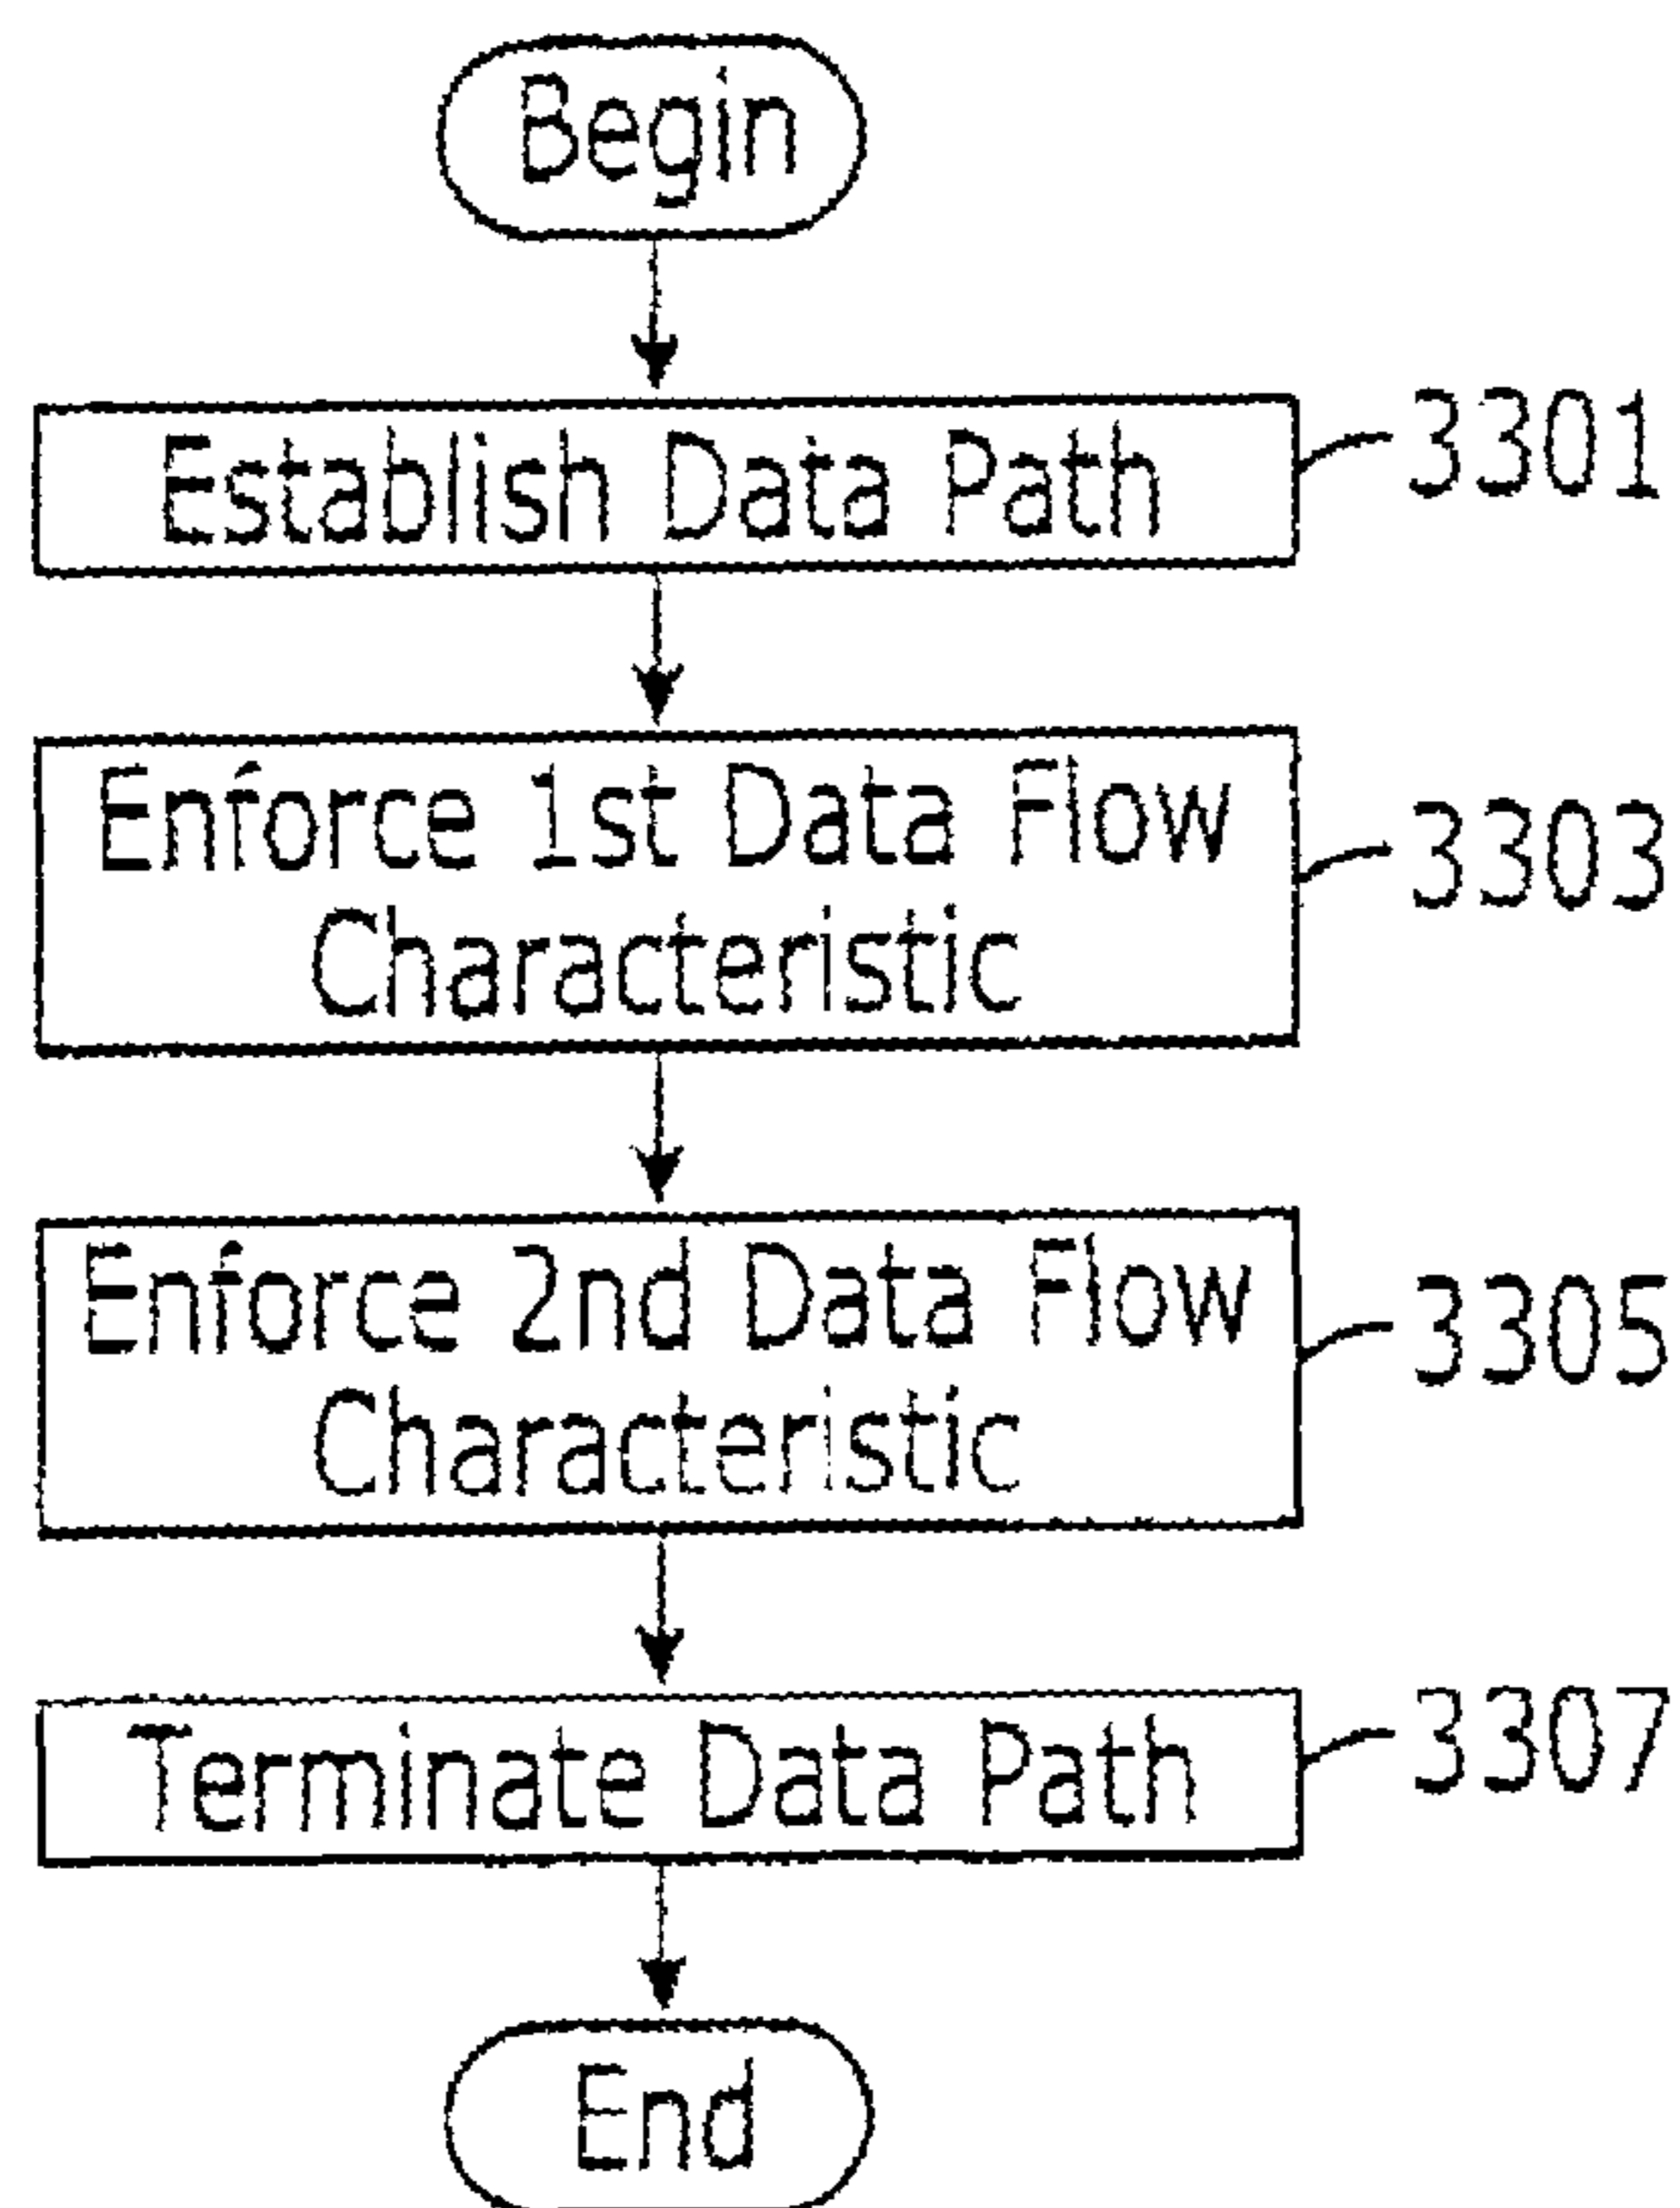 Begin
Establish Data Path
3301
Enforce 1st Data Flow
Characteristic
3303
Enforce 2nd Data Flow
Characteristic
3305
Terminate Data Path
3307
End